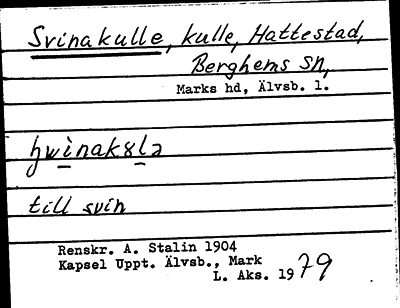 Svinakulle, kulle, Hattestad,
Berghems sn,
Marks hd, Älvsb. l.
till svin
Renskr. A. Stalin 1904
Kapsel Uppt. Älvsb., Mark
L. Aks. 1979